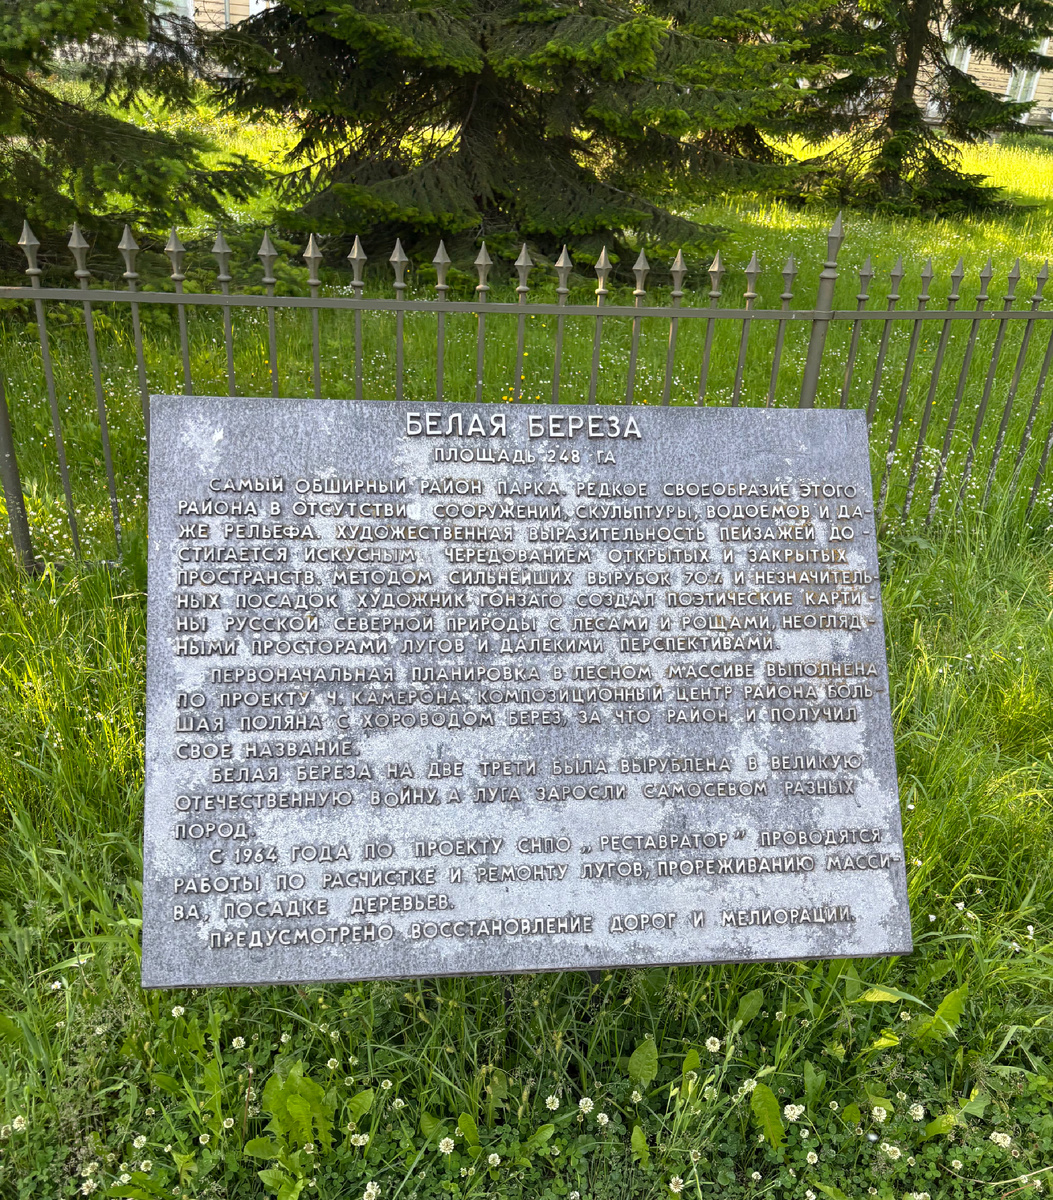 БЕЛАЯ БЕРЕЗА
ПЛОЩАДЬ 248 ГА
САМЫЙ ОБШИРНЫЙ РАЙОН ПАРКА. РЕДКОЕ СВОЕОБРАЗИЕ ЭТОГО
РАЙОНА В ОТСУТСТВИ СООРУЖЕНИЙ, СКУЛЬПТУРЫ, ВОДОЕМОВ И ДА-
ЖЕ РЕЛЬЕФА. ХУДОЖЕСТВЕННАЯ ВЫРАЗИТЕЛЬНОСТЬ ПЕЙЗАЖЕЙ ДО-
СТИГАЕТСЯ ИСКУСНЫМ ЧЕРЕДОВАНИЕМ ОТКРЫТЫХ И ЗАКРЫТЫХ
ПРОСТРАНСТВ. МЕТОДОМ СИЛЬНЕЙШИХ ВЫРУБОК 70% И НЕЗНАЧИТЕЛЬ-
НЫХ ПОСАДОК ХУДОЖНИК ГОНЗАГО СОЗДАЛ ПОЭТИЧЕСКИЕ КАРТИ-
НЫ РУССКОЙ СЕВЕРНОЙ ПРИРОДЫ С ЛЕСАМИ И РОЩАМИ, НЕОГЛЯД-
НЫМИ ПРОСТОРАМИ ЛУГОВ И ДАЛЕКИМИ ПЕРСПЕКТИВАМИ.
ПЕРВОНАЧАЛЬНАЯ ПЛАНИРОВКА В ЛЕСНОМ МАССИВЕ ВЫПОЛНЕНА
ПО ПРОЕКТУ Ч. КАМЕРОНА. КОМПОЗИЦИОННЫЙ ЦЕНТР РАЙОНА БОЛЬ-
ШАЯ ПОЛЯНА С ХОРОВОДОМ БЕРЕЗ, ЗА ЧТО РАЙОН И ПОЛУЧИЛ
СВОЕ НАЗВАНИЕ.
БЕЛАЯ БЕРЕЗА НА ДВЕ ТРЕТИ БЫЛА ВЫРУБЛЕНА В ВЕЛИКУЮ
ОТЕЧЕСТВЕННУЮ ВОЙНУ, А ЛУГА ЗАРОСЛИ САМОСЕВОМ РАЗНЫХ
ПОРОД.
С 1964 ГОДА ПО ПРОЕКТУ СНПО „РЕСТАВРАТОР" ПРОВОДЯТСЯ
РАБОТЫ ПО РАСЧИСТКЕ И РЕМОНТУ ЛУГОВ, ПРОРЕЖИВАНИЮ МАССИ-
ВА, ПОСАДКЕ ДЕРЕВЬЕВ.
ПРЕДУСМОТРЕНО ВОССТАНОВЛЕНИЕ ДОРОГ И МЕЛИОРАЦИИ.